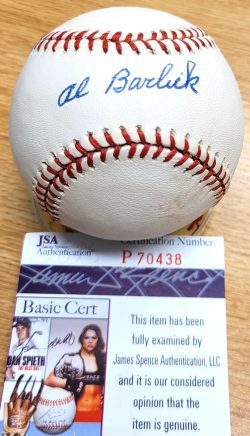 Al Barlick
JSA
Authentication
Certification Number:
P 70438
Basic Cert
This item has been
fully examined by
James Spence Authentication, LLC
and it is our considered
opinion that the
item is genuine.